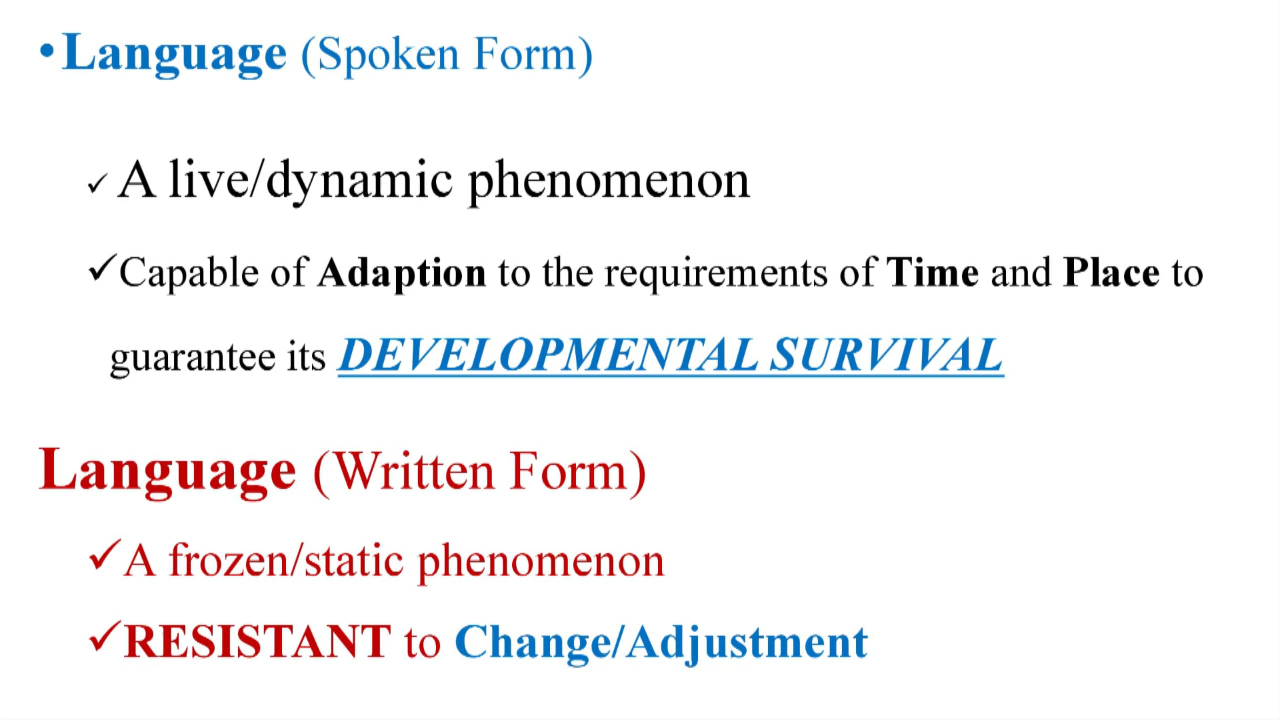 •Language (Spoken Form)
✓ A live/dynamic phenomenon
✓Capable of Adaption to the requirements of Time and Place to
guarantee its DEVELOPMENTAL SURVIVAL
Language (Written Form)
✓A frozen/static phenomenon
✓RESISTANT to Change/Adjustment